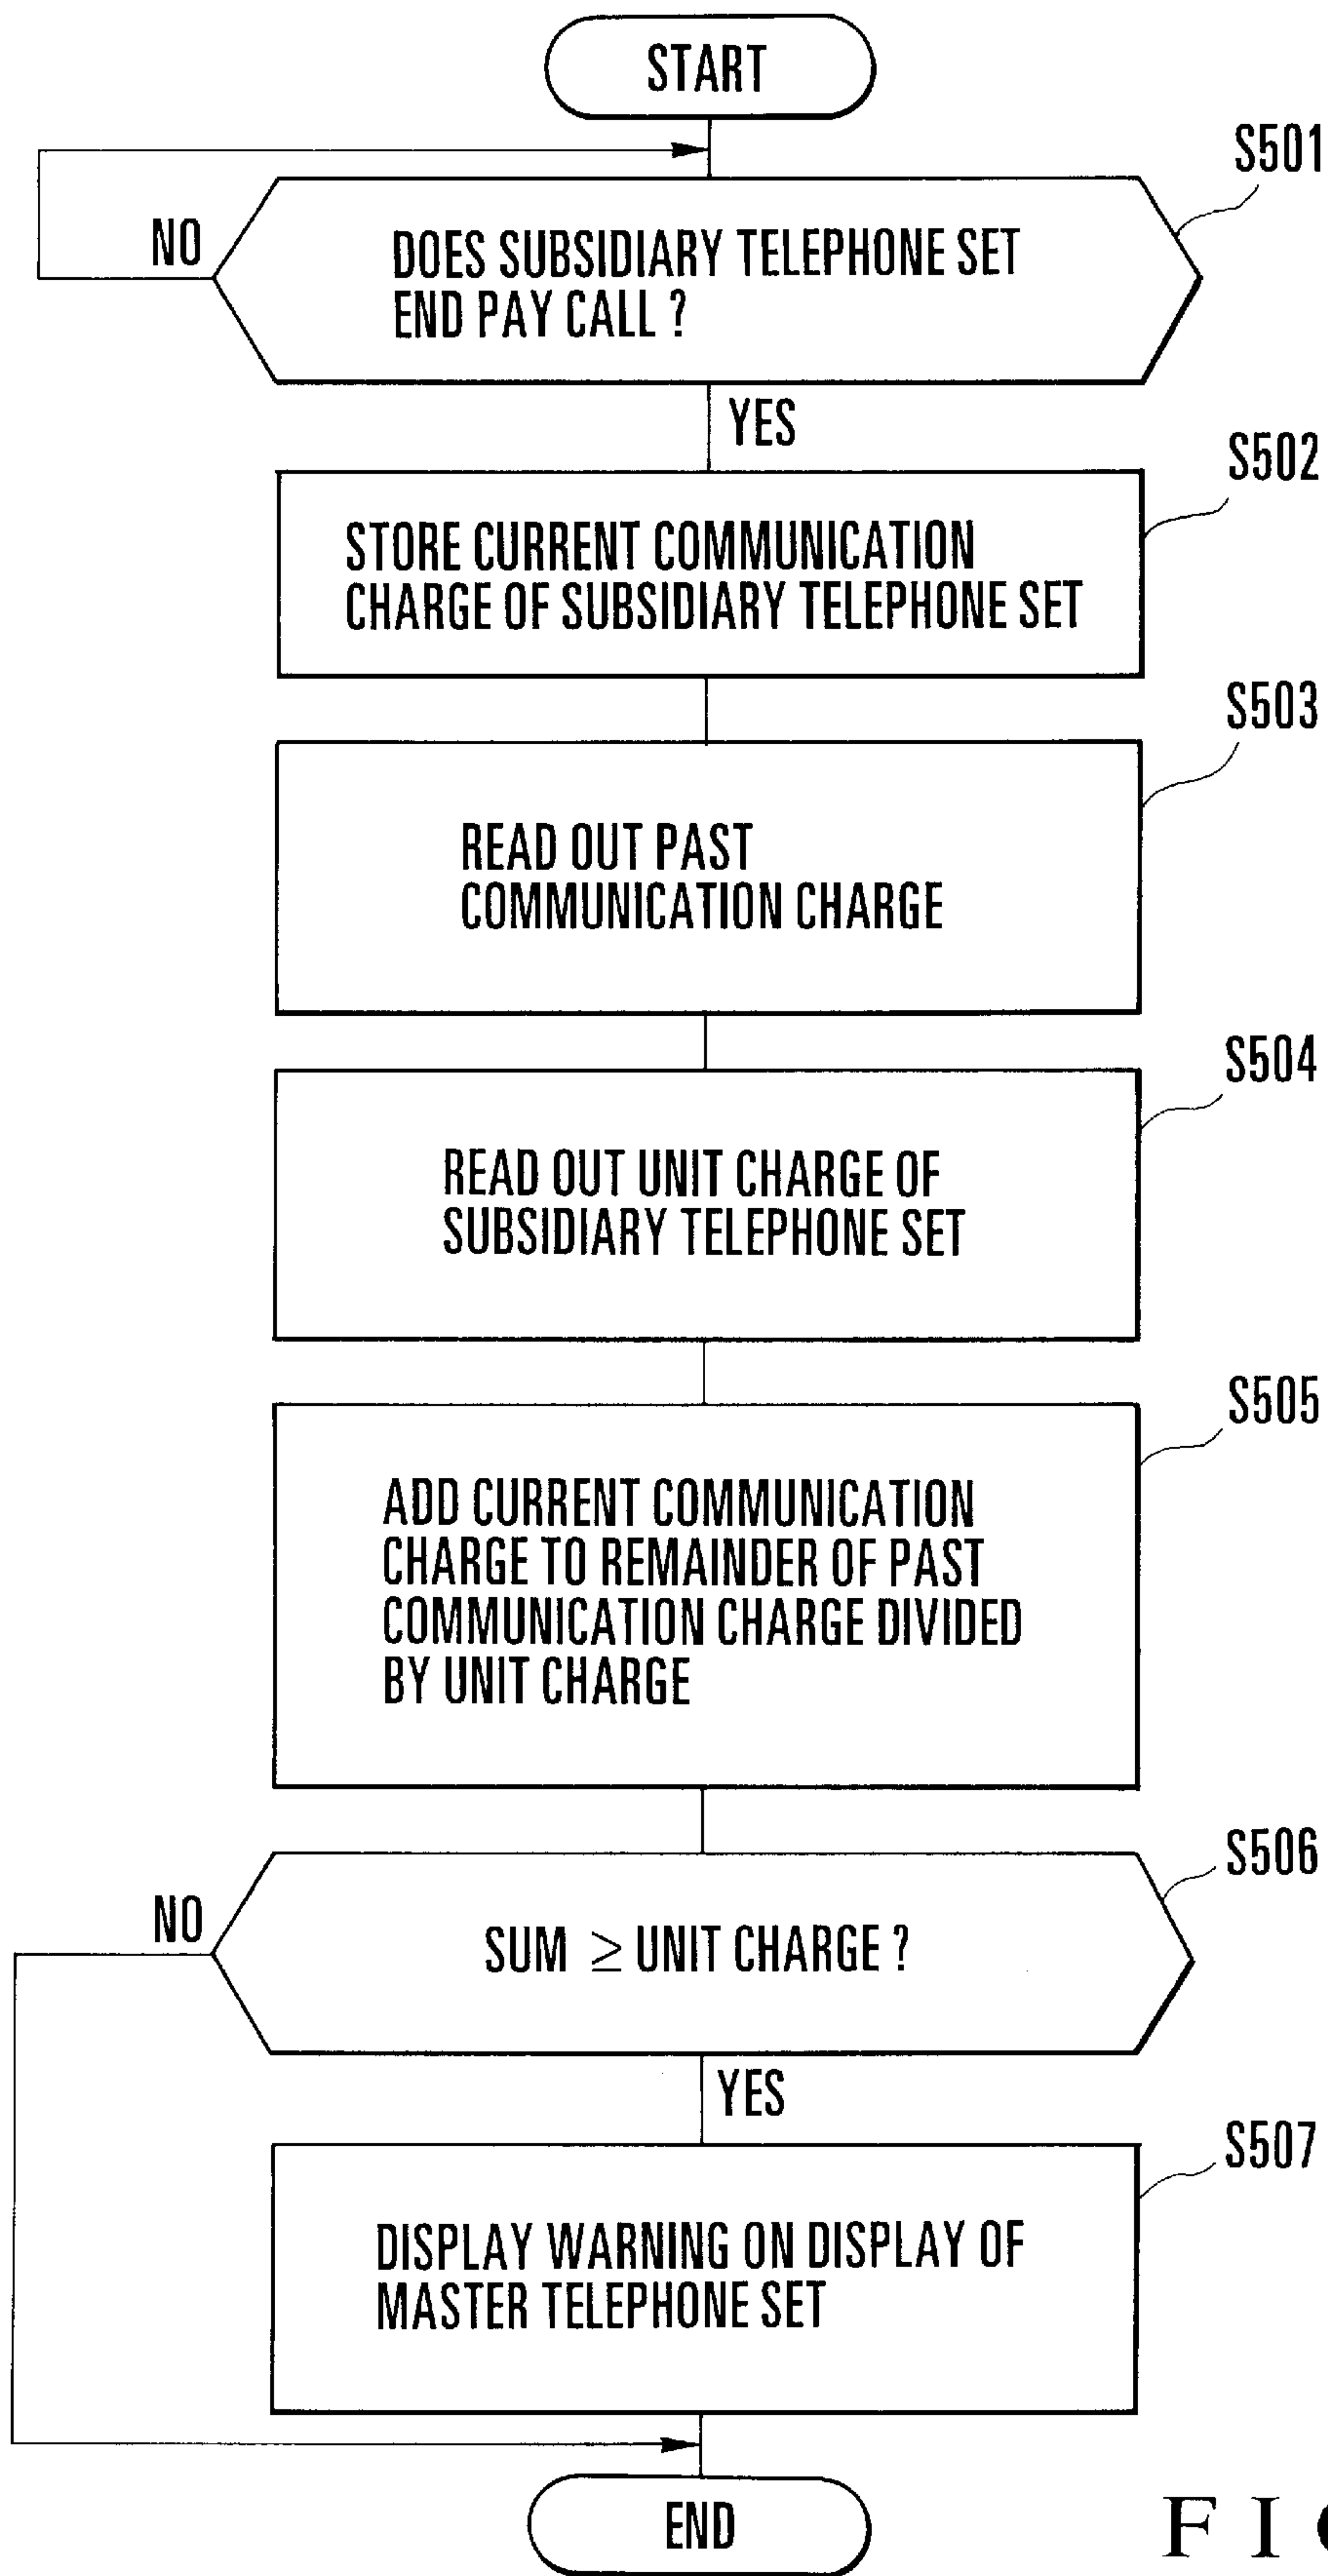 START
S501
NO
DOES SUBSIDIARY TELEPHONE SET
END PAY CALL ?
YES
S502
STORE CURRENT COMMUNICATION
CHARGE OF SUBSIDIARY TELEPHONE SET
S503
READ OUT PAST
COMMUNICATION CHARGE
S504
READ OUT UNIT CHARGE OF
SUBSIDIARY TELEPHONE SET
S505
ADD CURRENT COMMUNICATION
CHARGE TO REMAINDER OF PAST
COMMUNICATION CHARGE DIVIDED
BY UNIT CHARGE
S506
NO
SUM ≥ UNIT CHARGE ?
YES
S507
DISPLAY WARNING ON DISPLAY OF
MASTER TELEPHONE SET
END